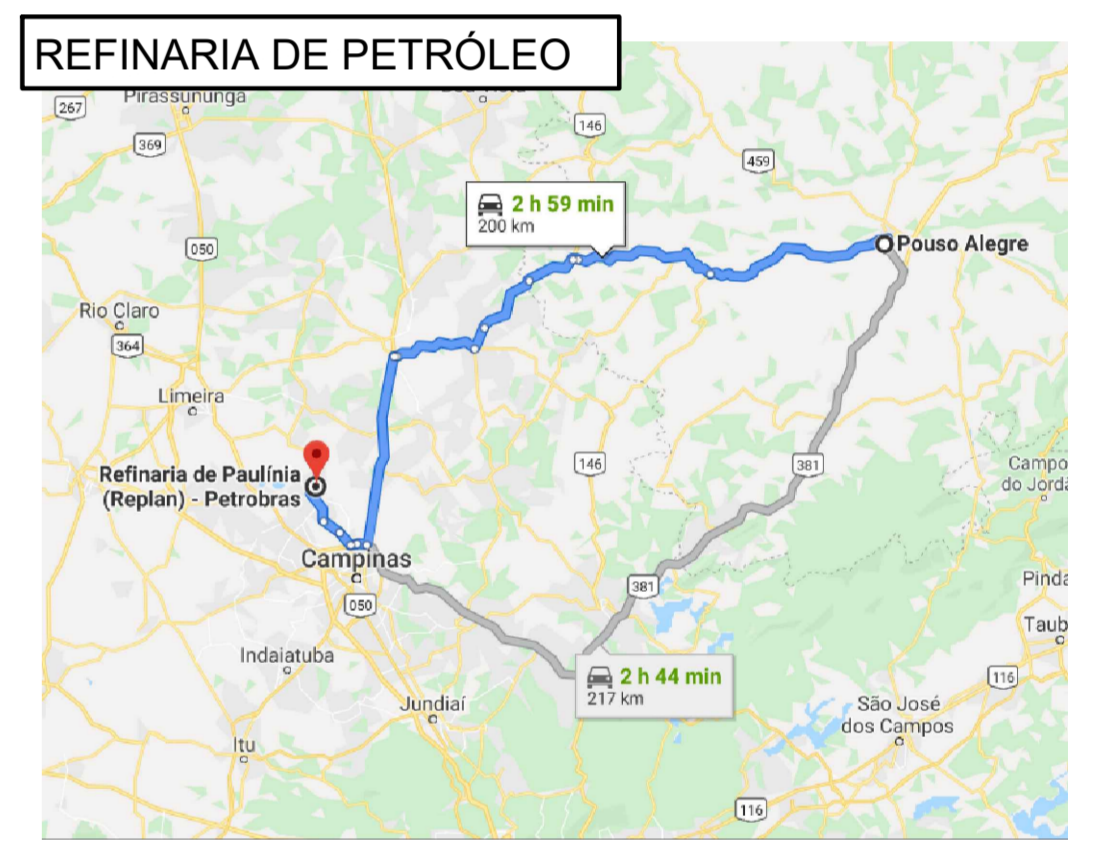 REFINARIA DE PETRÓLEO
Pirassununga
267
146
369
459
2 h 59 min
200 km
Pouso Alegre
050
Rio Claro
364
Limeira
146
381
Campo
do Jordã
Refinaria de Paulínia
(Replan) - Petrobras
Campinas
381
Pinda
050
Taub
Indaiatuba
2 h 44 min
217 km
116
Jundiaí
São José
dos Campos
Itu
116